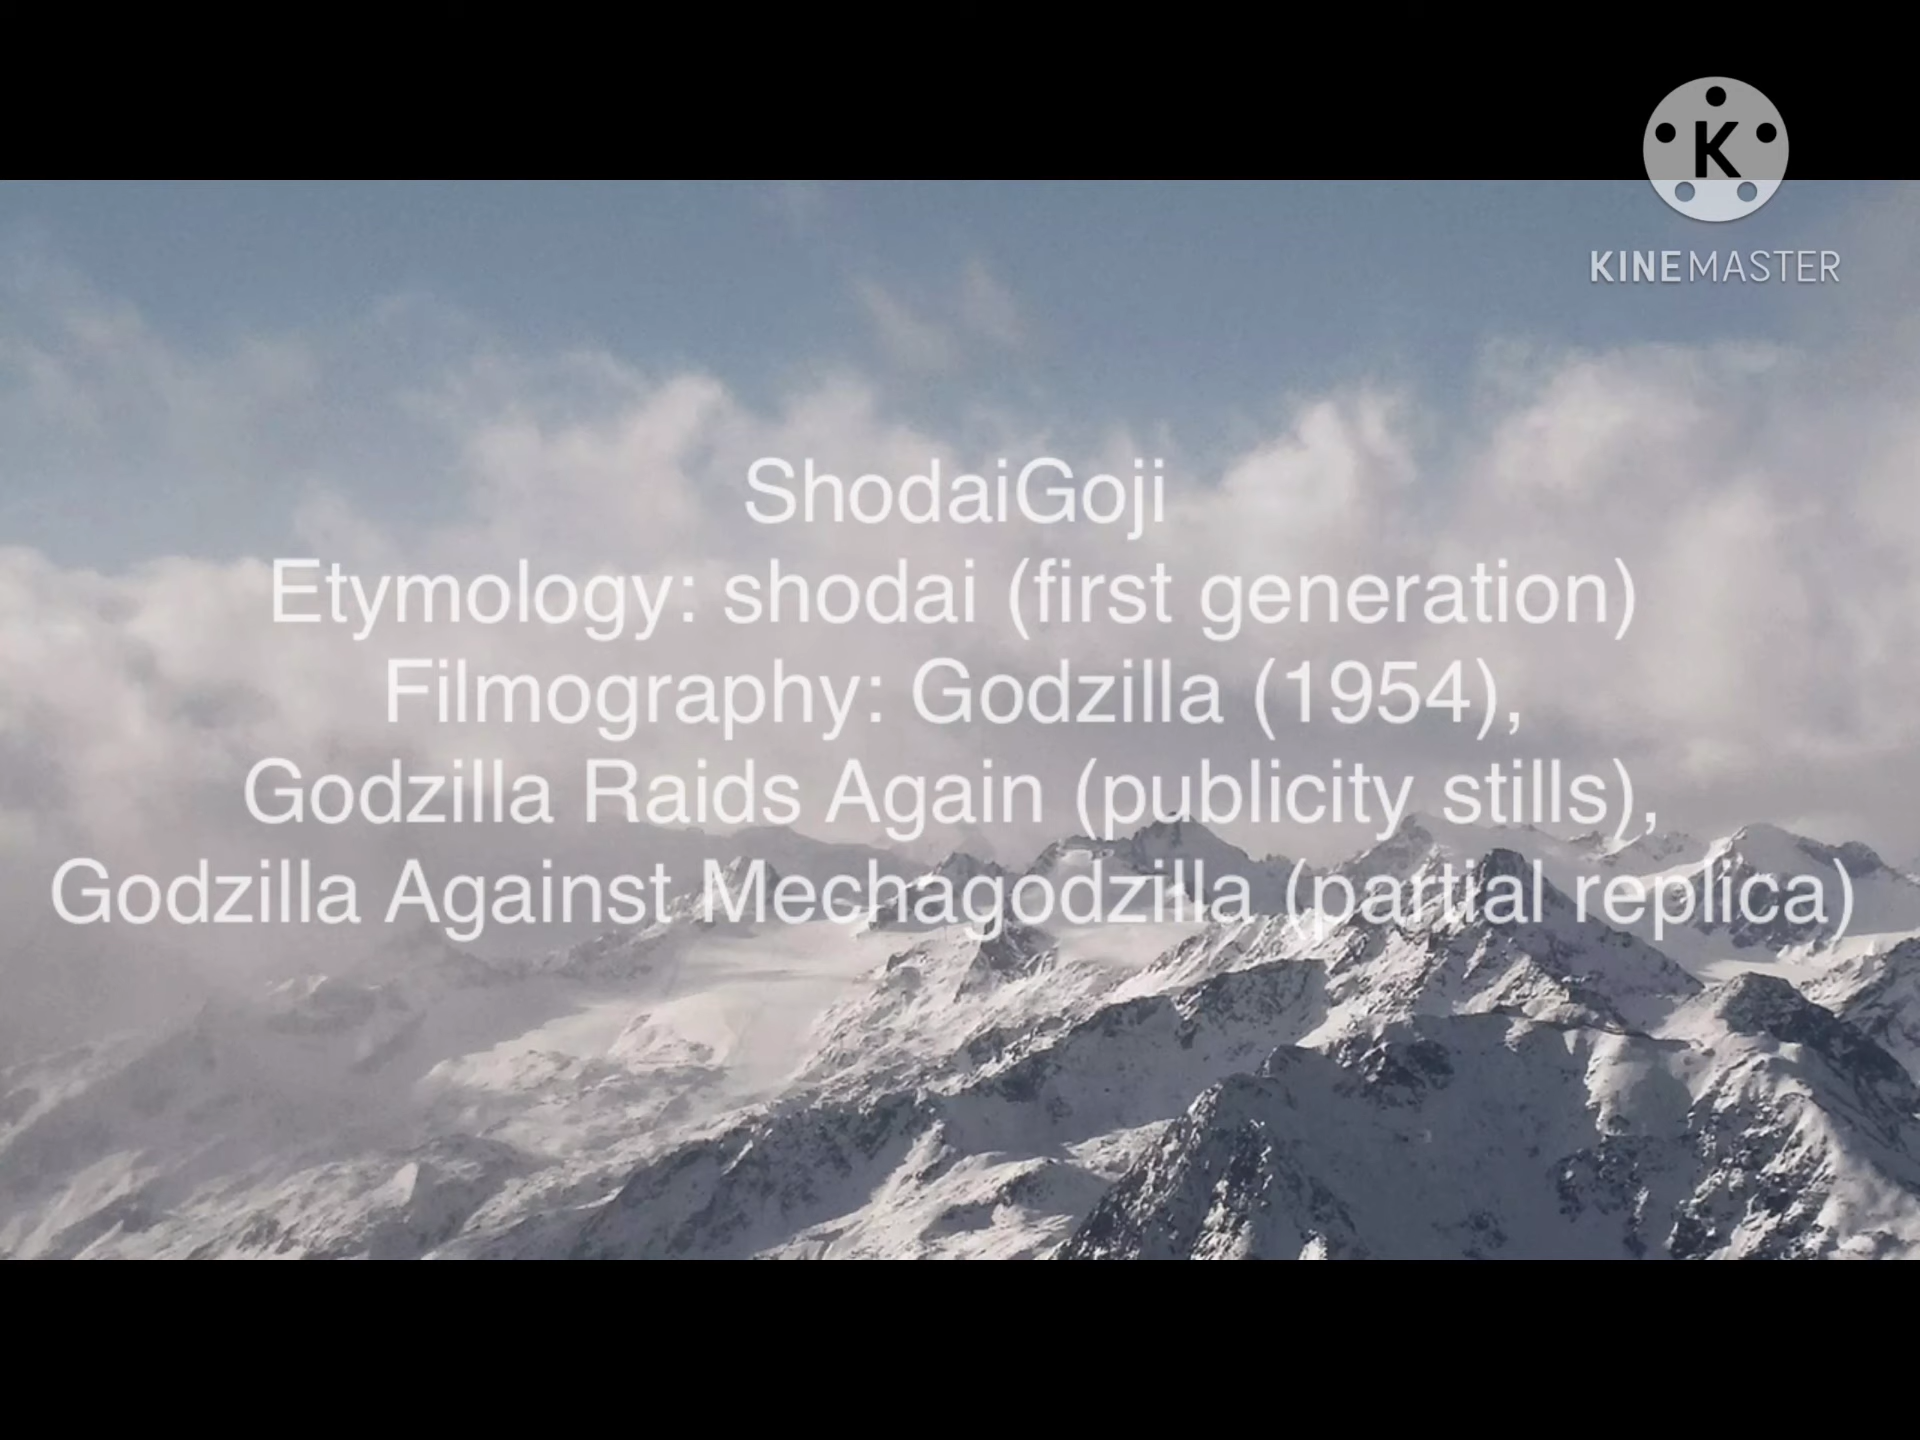 K
KINEMASTER
ShodaiGoji
Etymology: shodai (first generation)
Filmography: Godzilla (1954),
Godzilla Raids Again (publicity stills),
Godzilla Against Mechagodzilla (partial replica)